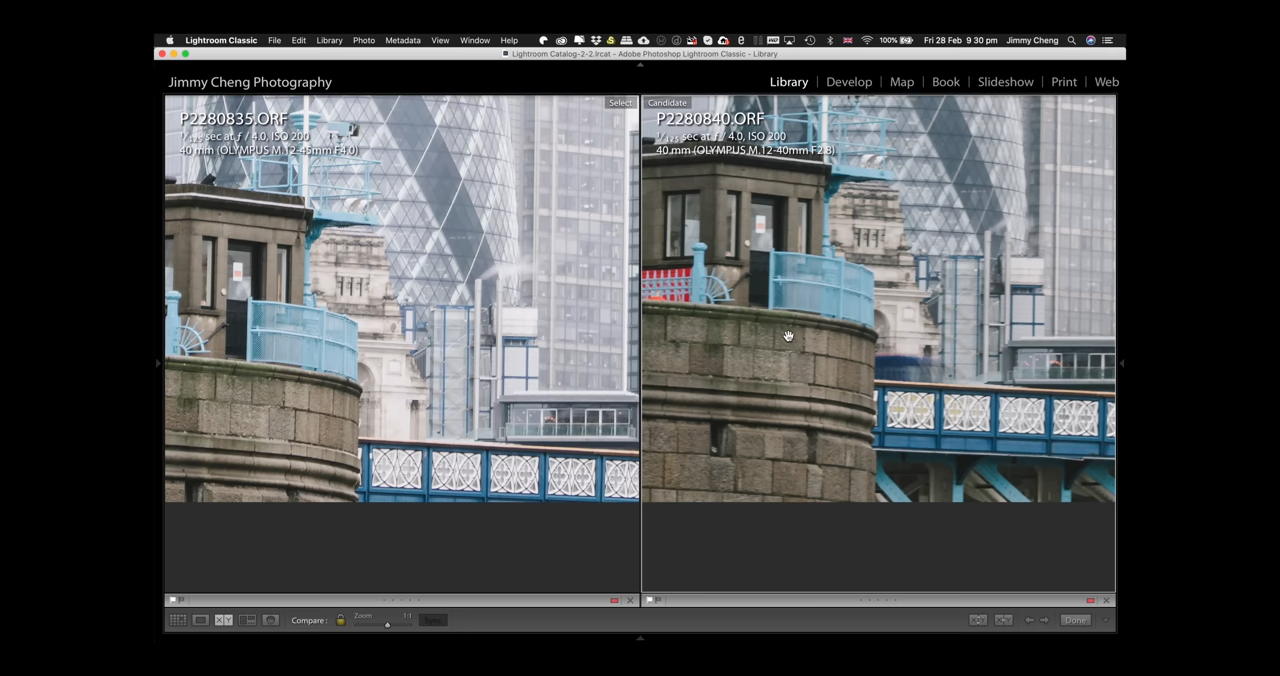 Lightroom Classic File Edit Library Photo Metadata View Window Help 100% Fri 28 Feb 9 30 pm Jimmy Cheng
Lightroom Catalog-2-2.lrcat - Adobe Photoshop Lightroom Classic - Library
Jimmy Cheng Photography
Library | Develop | Map | Book | Slideshow | Print | Web
Select
P2280835.ORF
sec at ƒ / 4.0, ISO 200
40 mm (OLYMPUS M.12-45mm F4.0)
Candidate
P2280840.ORF
1/125 sec at ƒ / 4.0, ISO 200
40 mm (OLYMPUS M.12-40mm F2.8)
X Y Compare : Zoom 1:1 Sync Done